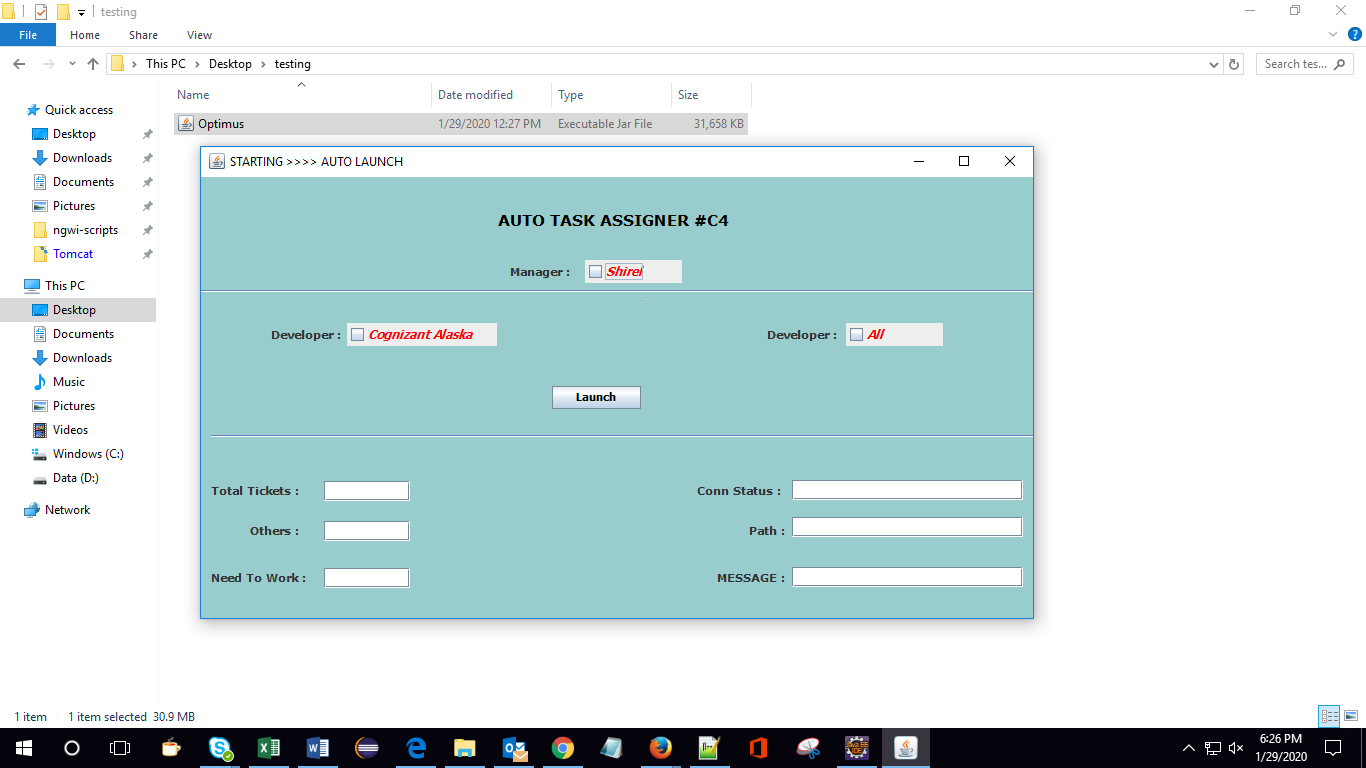 testing
File Home Share View
This PC Desktop testing
Search tes...
Name Date modified Type Size
Optimus 1/29/2020 12:27 PM Executable Jar File 31,658 KB
Quick access
Desktop
Downloads
Documents
Pictures
ngwi-scripts
Tomcat
This PC
Desktop
Documents
Downloads
Music
Pictures
Videos
Windows (C:)
Data (D:)
Network
STARTING >>>> AUTO LAUNCH
AUTO TASK ASSIGNER #C4
Manager : Shirel
Developer : Cognizant Alaska Developer : All
Launch
Total Tickets : Conn Status :
Others : Path :
Need To Work : MESSAGE :
1 item 1 item selected 30.9 MB
6:26 PM
1/29/2020